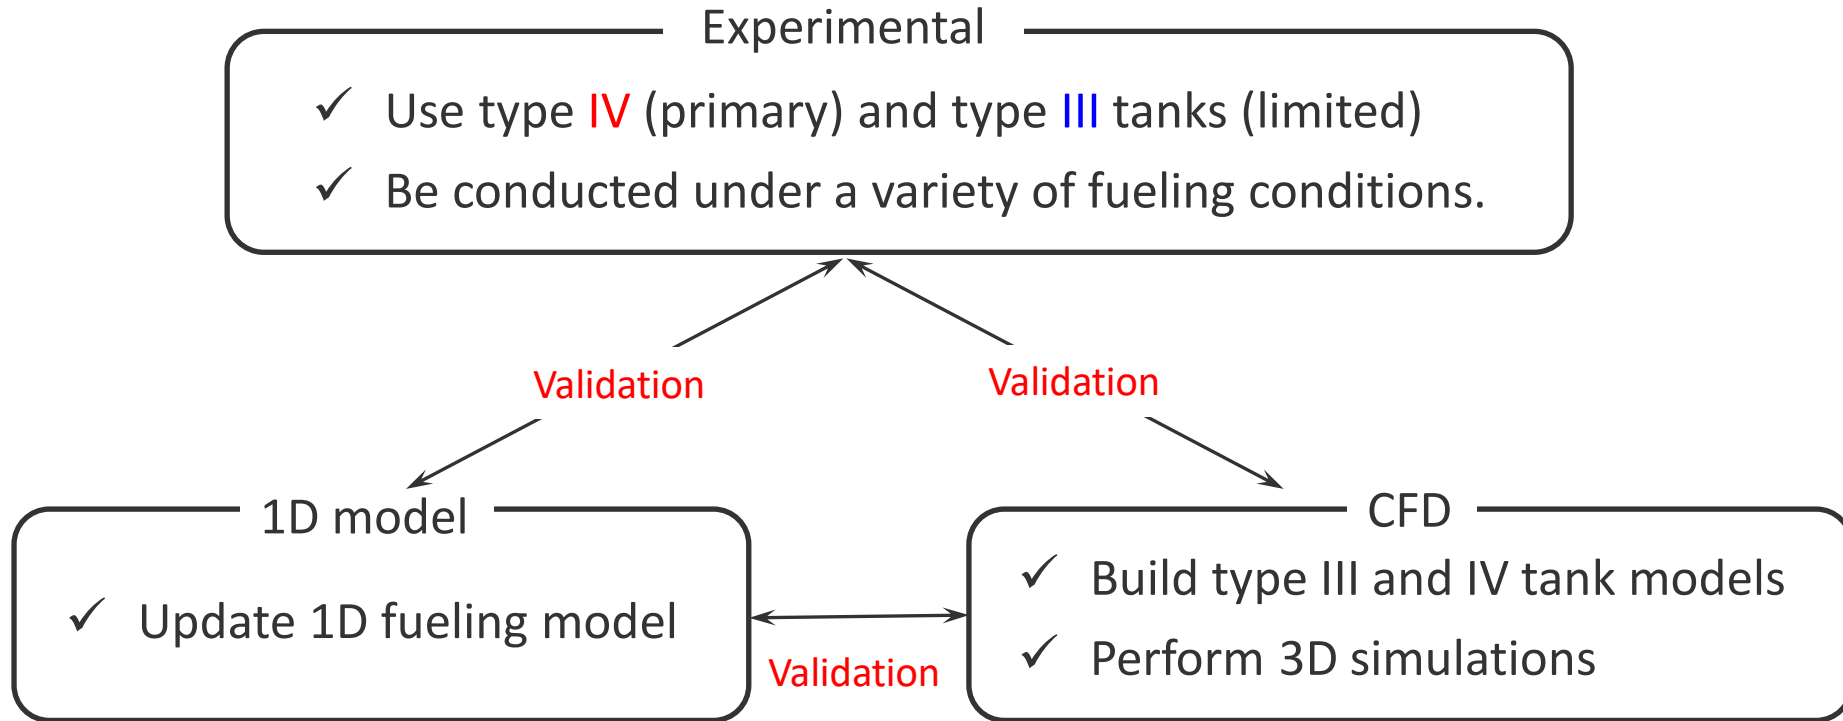 Experimental
✓ Use type IV (primary) and type III tanks (limited)
✓ Be conducted under a variety of fueling conditions.
Validation
Validation
1D model
✓ Update 1D fueling model
Validation
CFD
✓ Build type III and IV tank models
✓ Perform 3D simulations